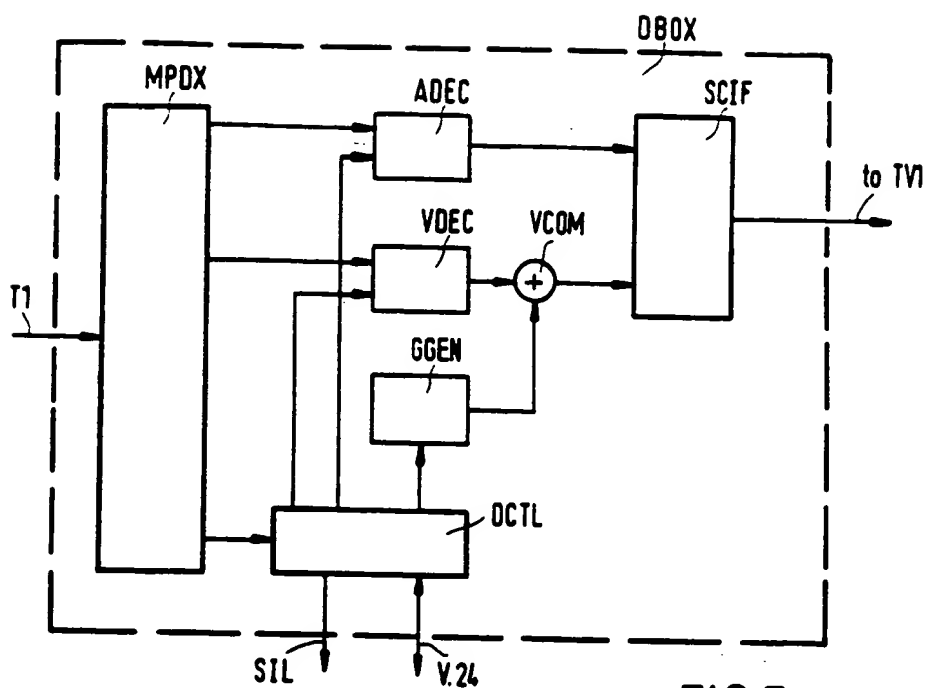 DBOX
MPDX
ADEC
SCIF
to TV1
VDEC
VCOM
T1
GGEN
DCTL
SIL
V.24